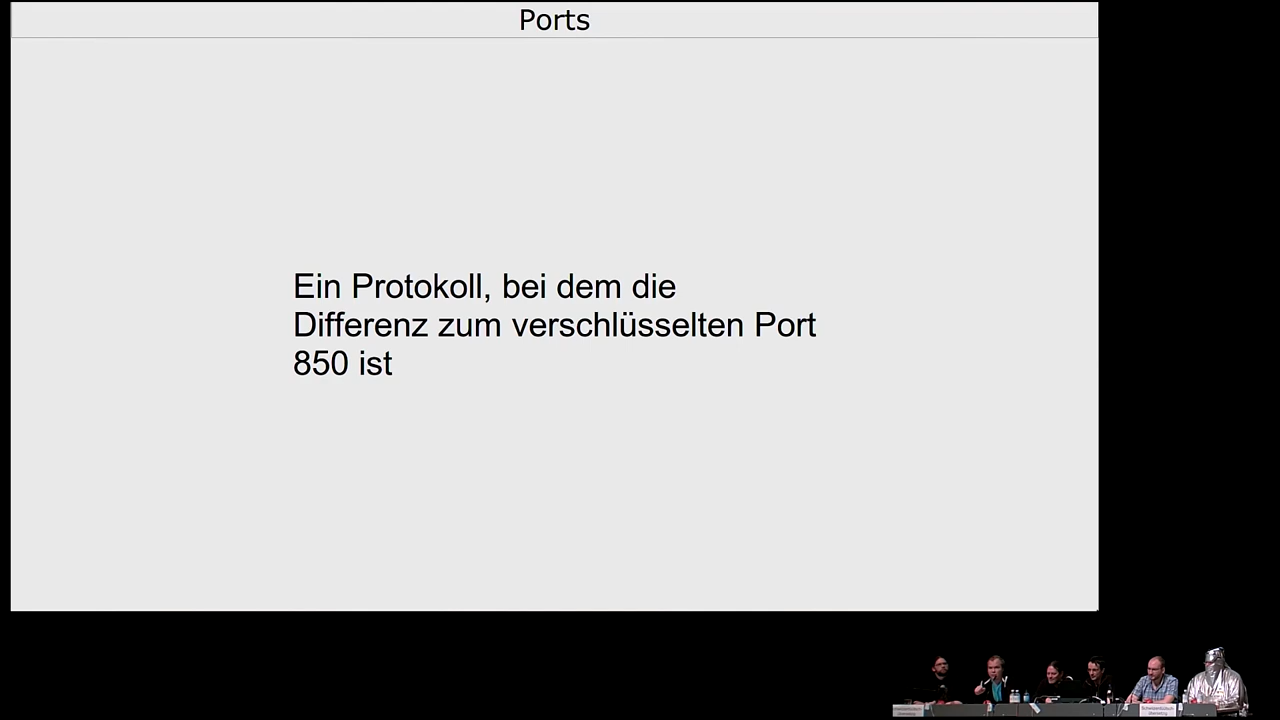 Ports
Ein Protokoll, bei dem die
Differenz zum verschlüsselten Port
850 ist